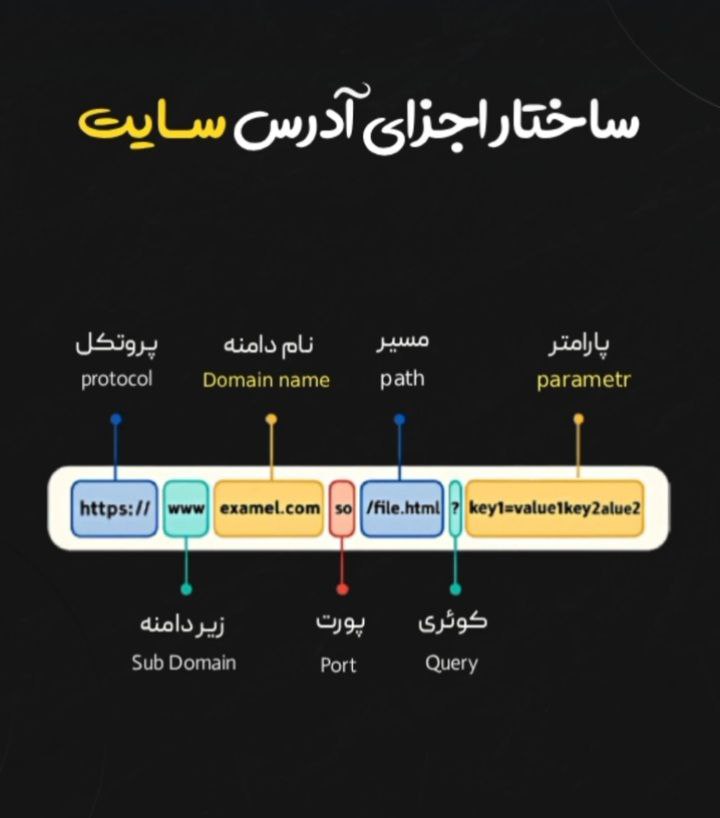 ساختار اجزای آدرس سایت
پروتکل
protocol
نام دامنه
Domain name
مسیر
path
پارامتر
parametr
https:// www examel.com so /file.html ? key1=value1key2alue2
زیر دامنه
Sub Domain
پورت
Port
کوئری
Query